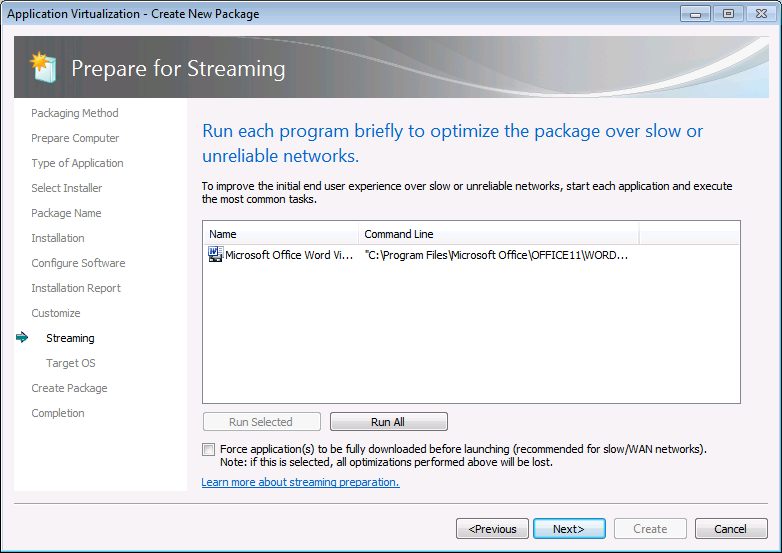 Application Virtualization - Create New Package
Prepare for Streaming
Packaging Method
Prepare Computer
Type of Application
Select Installer
Package Name
Installation
Configure Software
Installation Report
Customize
Streaming
Target OS
Create Package
Completion
Run each program briefly to optimize the package over slow or
unreliable networks.
To improve the initial end user experience over slow or unreliable networks, start each application and execute
the most common tasks.
Name Command Line
Microsoft Office Word Vi... "C:\Program Files\Microsoft Office\OFFICE11\WORD...
Run Selected Run All
Force application(s) to be fully downloaded before launching (recommended for slow/WAN networks).
Note: if this is selected, all optimizations performed above will be lost.
Learn more about streaming preparation.
<Previous Next> Create Cancel